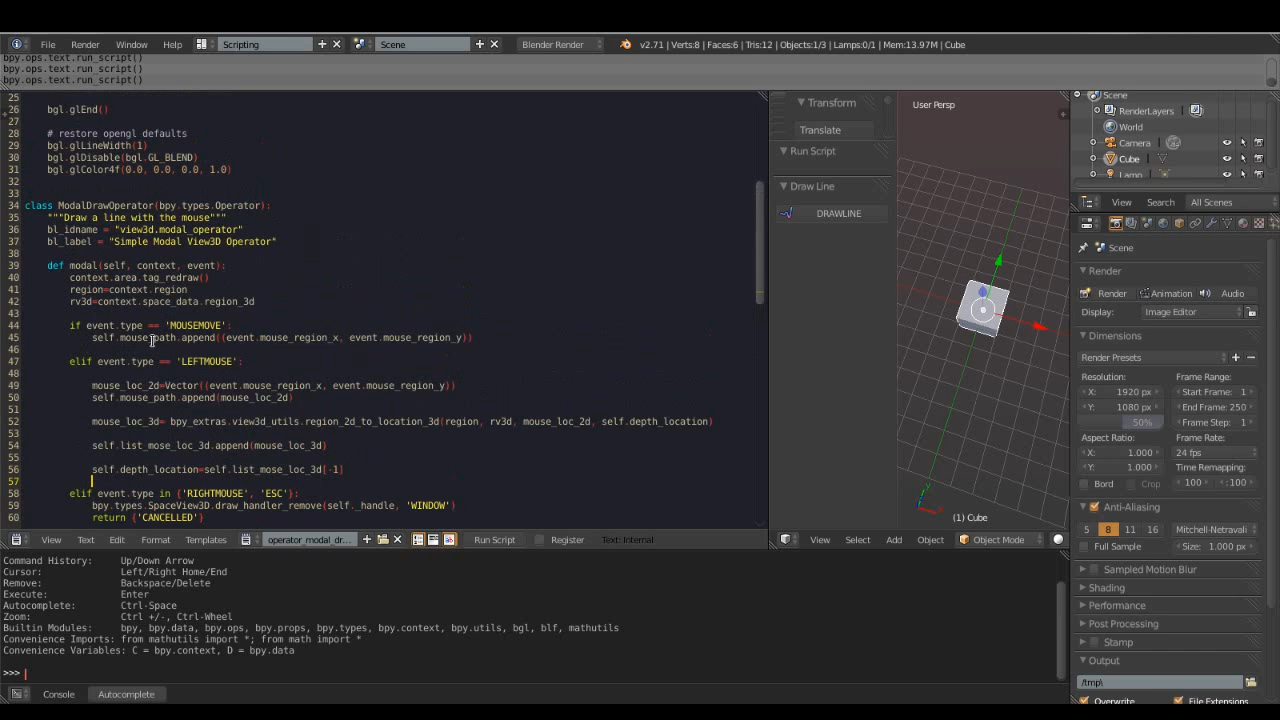 File Render Window Help Scripting Scene Blender Render v2.71 | Verts:8 | Faces:6 | Tris:12 | Objects:1/3 | Lamps:0/1 | Mem:13.97M | Cube
bpy.ops.text.run_script()
bpy.ops.text.run_script()
bpy.ops.text.run_script()
25
26 bgl.glEnd()
27
28 # restore opengl defaults
29 bgl.glLineWidth(1)
30 bgl.glDisable(bgl.GL_BLEND)
31 bgl.glColor4f(0.0, 0.0, 0.0, 1.0)
32
33
34 class ModalDrawOperator(bpy.types.Operator):
35 """Draw a line with the mouse"""
36 bl_idname = "view3d.modal_operator"
37 bl_label = "Simple Modal View3D Operator"
38
39 def modal(self, context, event):
40 context.area.tag_redraw()
41 region=context.region
42 rv3d=context.space_data.region_3d
43
44 if event.type == 'MOUSEMOVE':
45 self.mouse_path.append((event.mouse_region_x, event.mouse_region_y))
46
47 elif event.type == 'LEFTMOUSE':
48
49 mouse_loc_2d=Vector((event.mouse_region_x, event.mouse_region_y))
50 self.mouse_path.append(mouse_loc_2d)
51
52 mouse_loc_3d= bpy_extras.view3d_utils.region_2d_to_location_3d(region, rv3d, mouse_loc_2d, self.depth_location)
53
54 self.list_mose_loc_3d.append(mouse_loc_3d)
55
56 self.depth_location=self.list_mose_loc_3d[-1]
57
58 elif event.type in {'RIGHTMOUSE', 'ESC'}:
59 bpy.types.SpaceView3D.draw_handler_remove(self._handle, 'WINDOW')
60 return {'CANCELLED'}
View Text Edit Format Templates operator_modal_dr... Run Script Register Text: Internal
Transform
Translate
Run Script
Draw Line
DRAWLINE
User Persp
(1) Cube
View Select Add Object Object Mode
Command History: Up/Down Arrow
Cursor: Left/Right Home/End
Remove: Backspace/Delete
Execute: Enter
Autocomplete: Ctrl-Space
Zoom: Ctrl +/-, Ctrl-Wheel
Builtin Modules: bpy, bpy.data, bpy.ops, bpy.props, bpy.types, bpy.context, bpy.utils, bgl, blf, mathutils
Convenience Imports: from mathutils import *; from math import *
Convenience Variables: C = bpy.context, D = bpy.data
>>>
Console Autocomplete
Scene
RenderLayers
World
Camera
Cube
Lamp
View Search All Scenes
Scene
Render
Render Animation Audio
Display: Image Editor
Dimensions
Render Presets
Resolution: Frame Range:
X: 1920 px Start Frame: 1
Y: 1080 px End Frame: 250
50% Frame Step: 1
Aspect Ratio: Frame Rate:
X: 1.000 24 fps
Y: 1.000 Time Remapping:
Bord Crop 100 :100
Anti-Aliasing
5 8 11 16 Mitchell-Netravali
Full Sample Size: 1.000 px
Sampled Motion Blur
Shading
Performance
Post Processing
Stamp
Output
/tmp\
Overwrite File Extensions